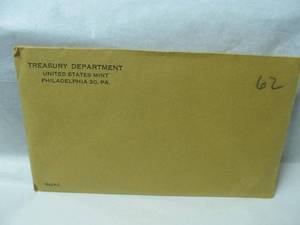 TREASURY DEPARTMENT
UNITED STATES MINT
PHILADELPHIA 30, PA.
62